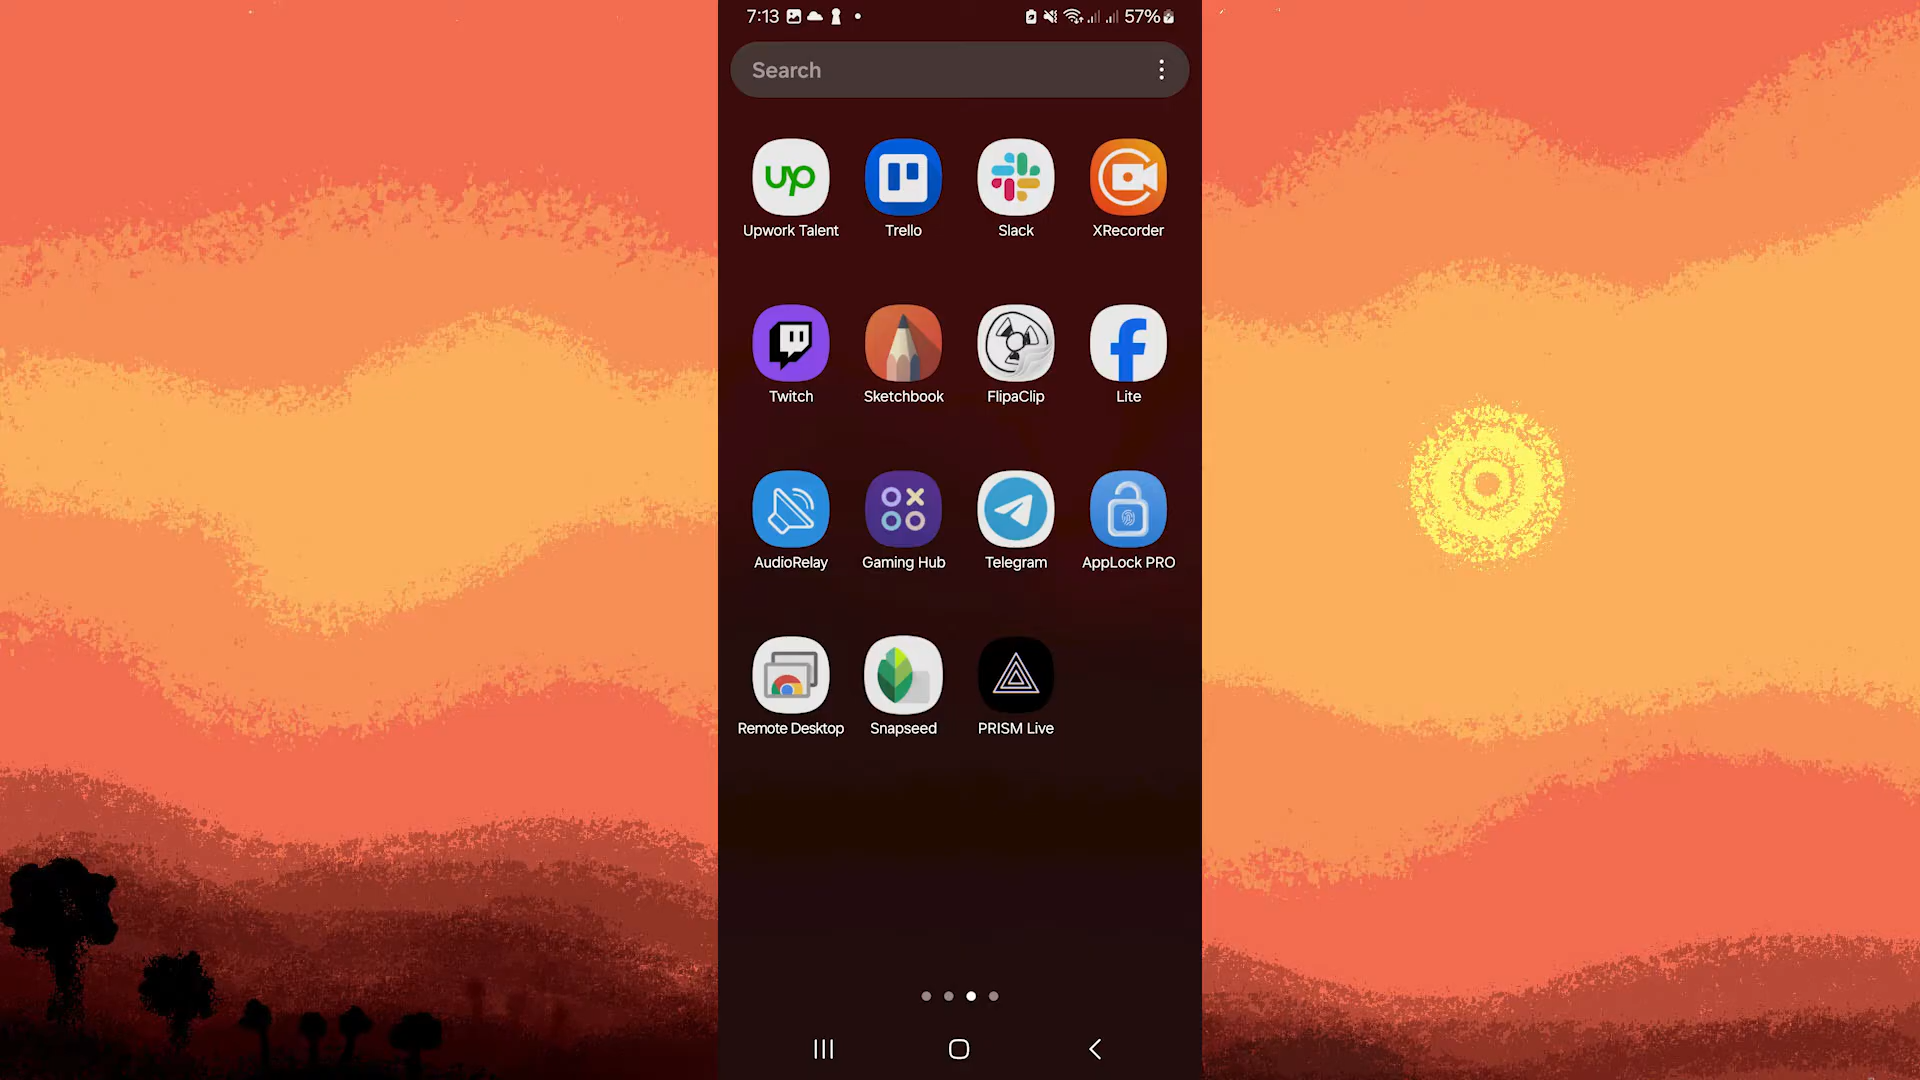 7:13
57%
Search
up
Upwork Talent
Trello
Slack
XRecorder
Twitch
Sketchbook
FlipaClip
Lite
AudioRelay
Gaming Hub
Telegram
AppLock PRO
Remote Desktop
Snapseed
PRISM Live